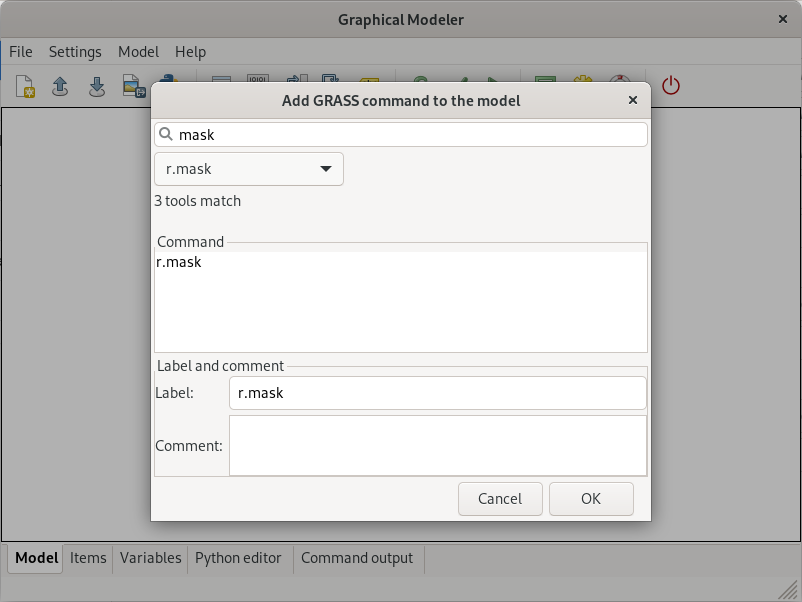 Graphical Modeler
File Settings Model Help
Add GRASS command to the model
mask
r.mask
3 tools match
Command
r.mask
Label and comment
Label: r.mask
Comment:
Cancel OK
Model Items Variables Python editor Command output